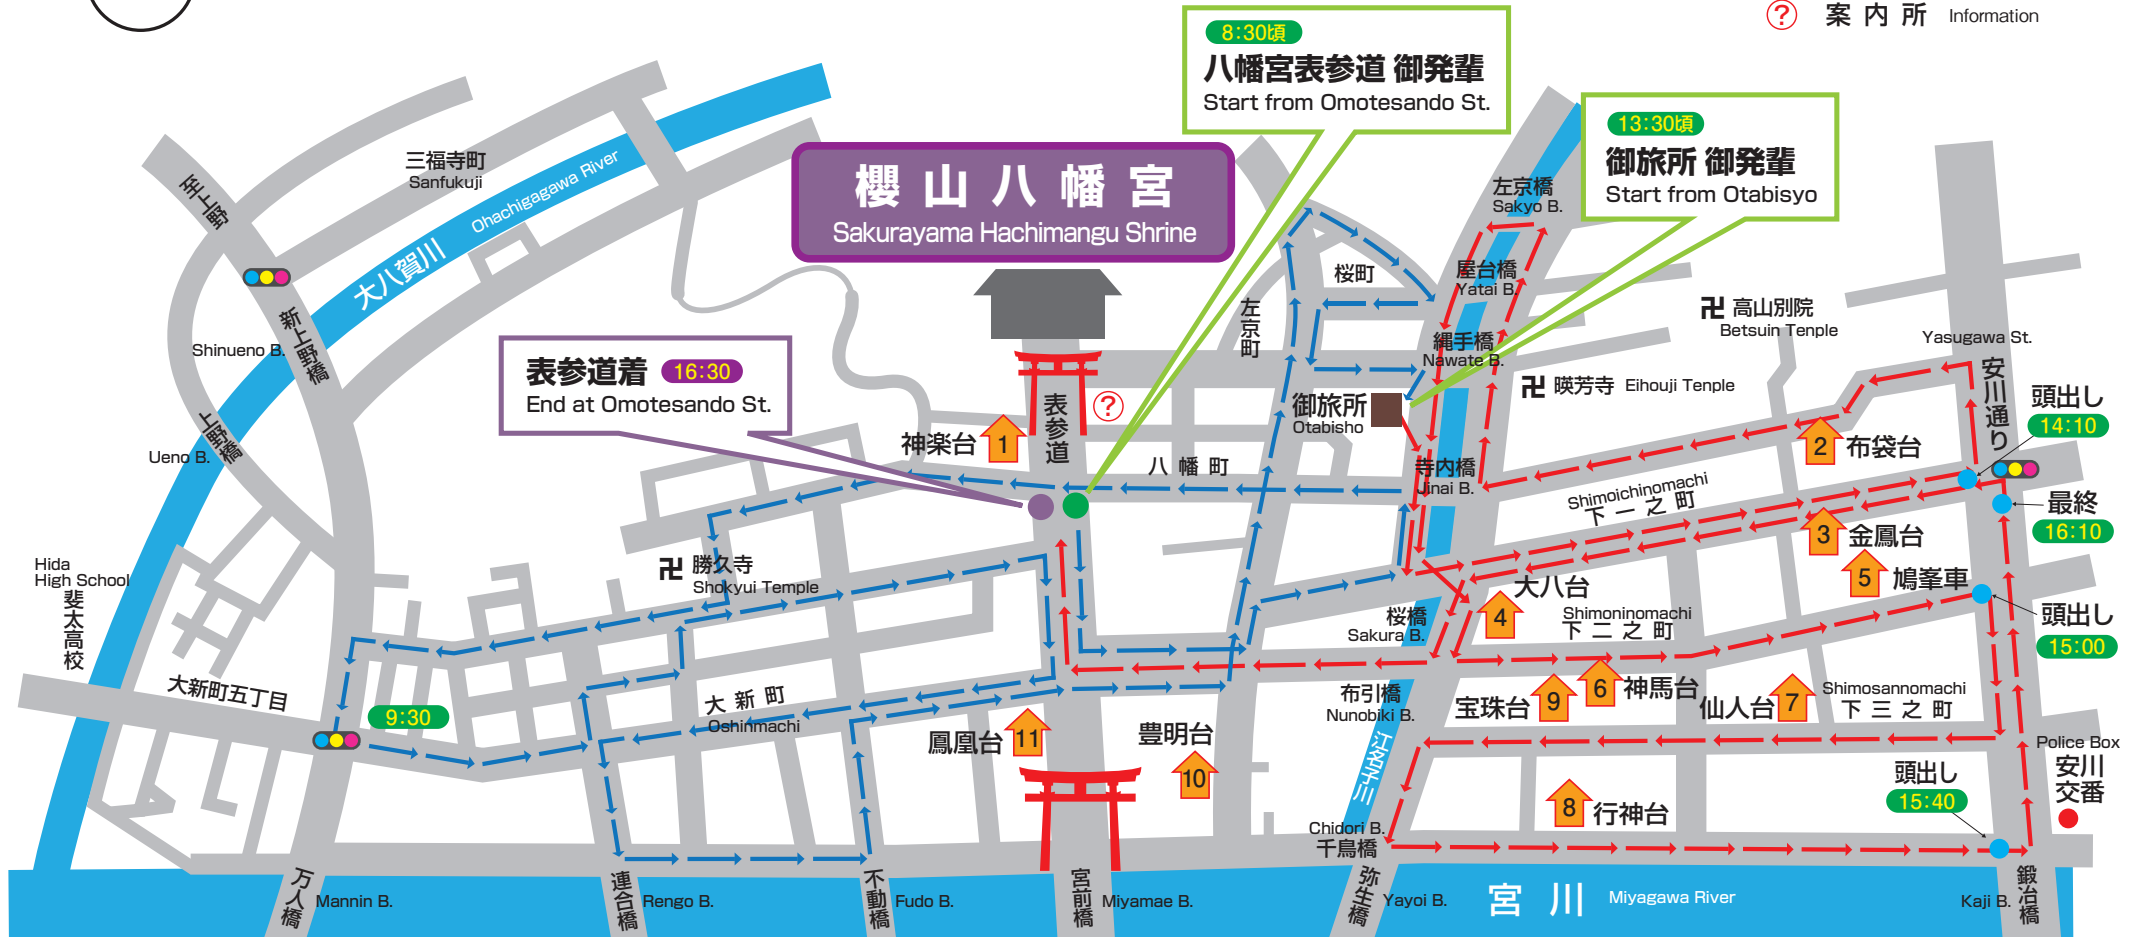 ? 案内所 Information
8:30頃
八幡宮表参道 御発輦
Start from Omotesando St.
13:30頃
御旅所 御発輦
Start from Otabisyo
櫻山八幡宮
Sakurayama Hachimangu Shrine
三福寺町
Sanfukuji
至上野
大八賀川
Ohachigagawa River
新上野橋
Shinueno B.
上野橋
Ueno B.
左京橋
Sakyo B.
屋台橋
Yatai B.
桜町
左京町
縄手橋
Nawate B.
卍 高山別院
Betsuin Tenple
卍 暎芳寺 Eihouji Tenple
Yasugawa St.
安川通り
表参道着 16:30
End at Omotesando St.
表参道
?
御旅所
Otabisho
神楽台
1
八幡町
寺内橋
Jinai B.
2
布袋台
頭出し
14:10
最終
16:10
Shimoichinomachi
下一之町
3
金鳳台
5
鳩峯車
大八台
4
頭出し
15:00
卍 勝久寺
Shokyui Temple
Hida
High School
斐太高校
桜橋
Sakura B.
Shimoninomachi
下二之町
大新町五丁目
9:30
大新町
Oshinmachi
布引橋
Nunobiki B.
宝珠台
9
6
神馬台
仙人台
7
Shimosannomachi
下三之町
鳳凰台
11
豊明台
10
江名子川
Police Box
安川
交番
頭出し
15:40
8
行神台
Chidori B.
千鳥橋
万人橋
Mannin B.
連合橋
Rengo B.
不動橋
Fudo B.
宮前橋
Miyamae B.
弥生橋
Yayoi B.
宮川
Miyagawa River
Kaji B.
鍛冶橋